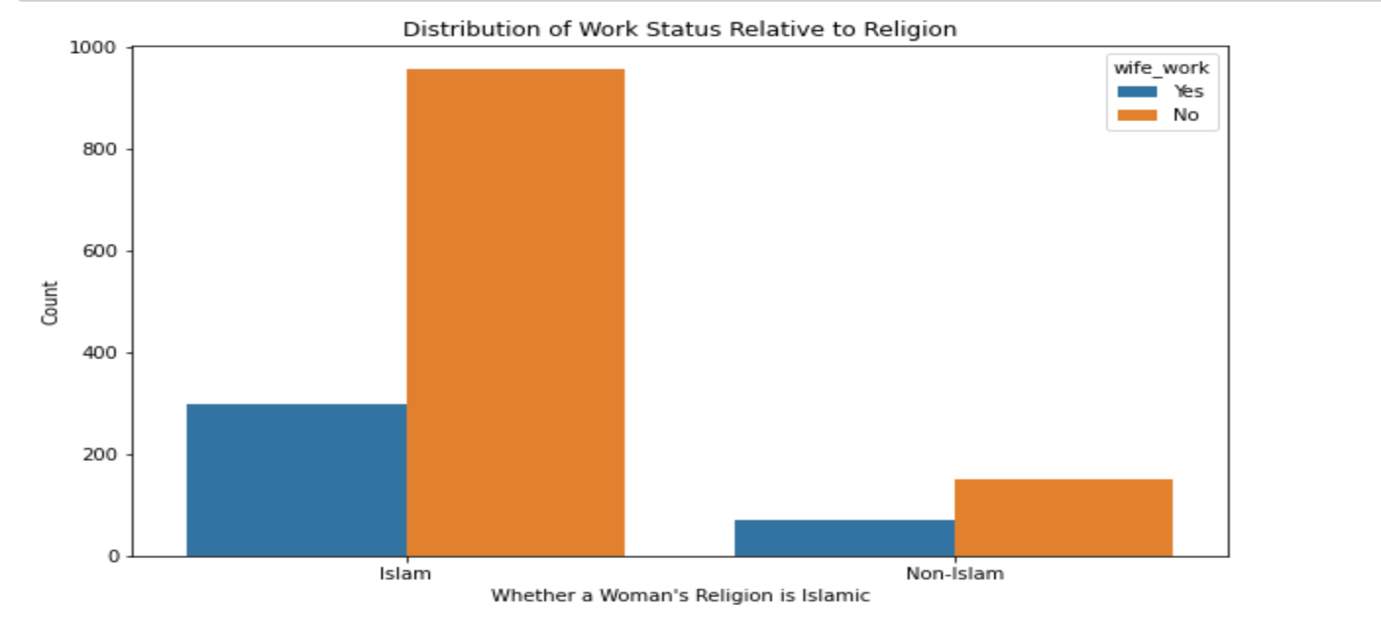 Distribution of Work Status Relative to Religion
1000
800
600
400
200
0
Count
wife_work
Yes
No
Islam Non-Islam
Whether a Woman's Religion is Islamic